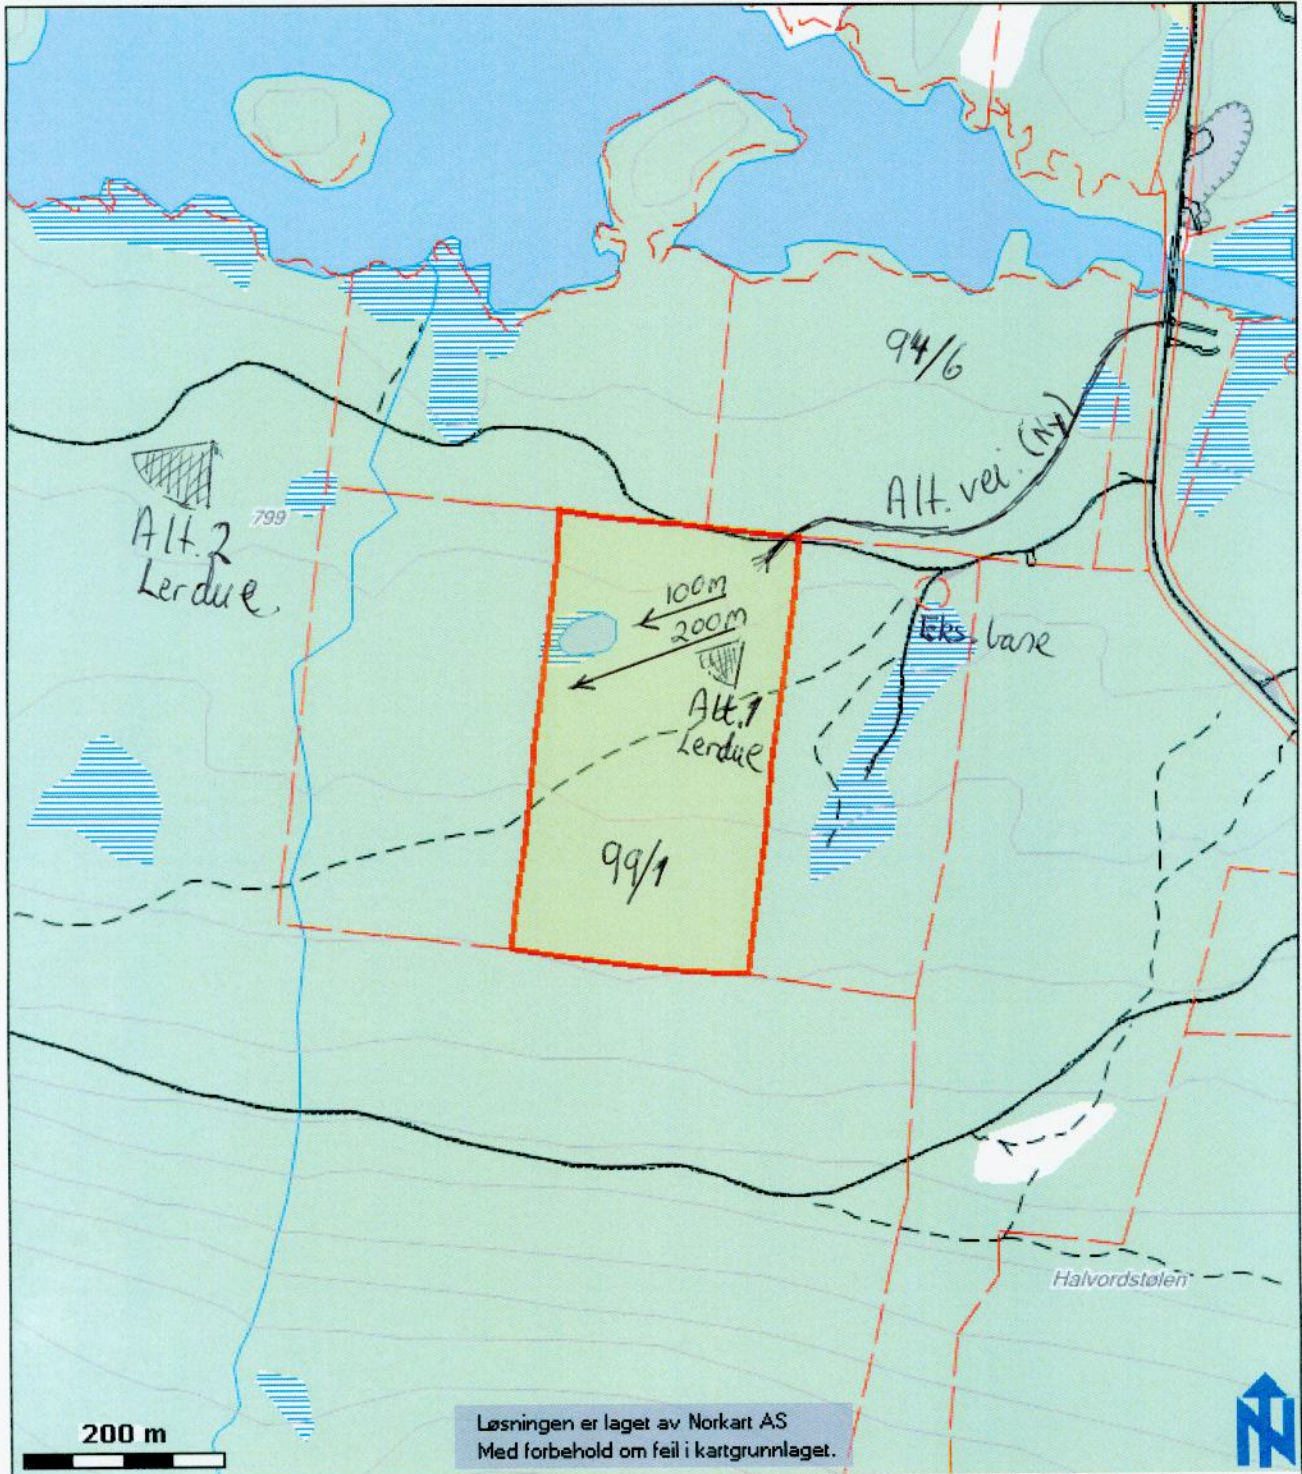 94/6
Alt. vei. (Ny)
799
Alt. 2
Lerdue.
100m
200m
Eks. bane
Alt. 1
Lerdue
99/1
Halvordstølen
200 m
Løsningen er laget av Norkart AS
Med forbehold om feil i kartgrunnlaget.
N